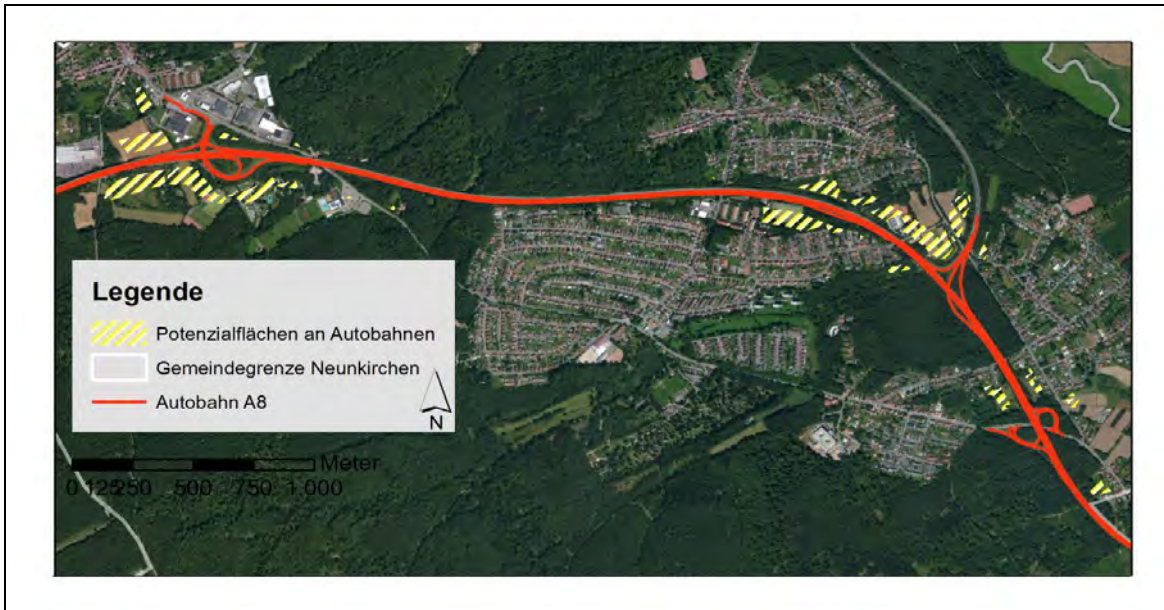 Legende
Potenzialflächen an Autobahnen
Gemeindegrenze Neunkirchen
Autobahn A8
N
Meter
0 125 250 500 750 1.000